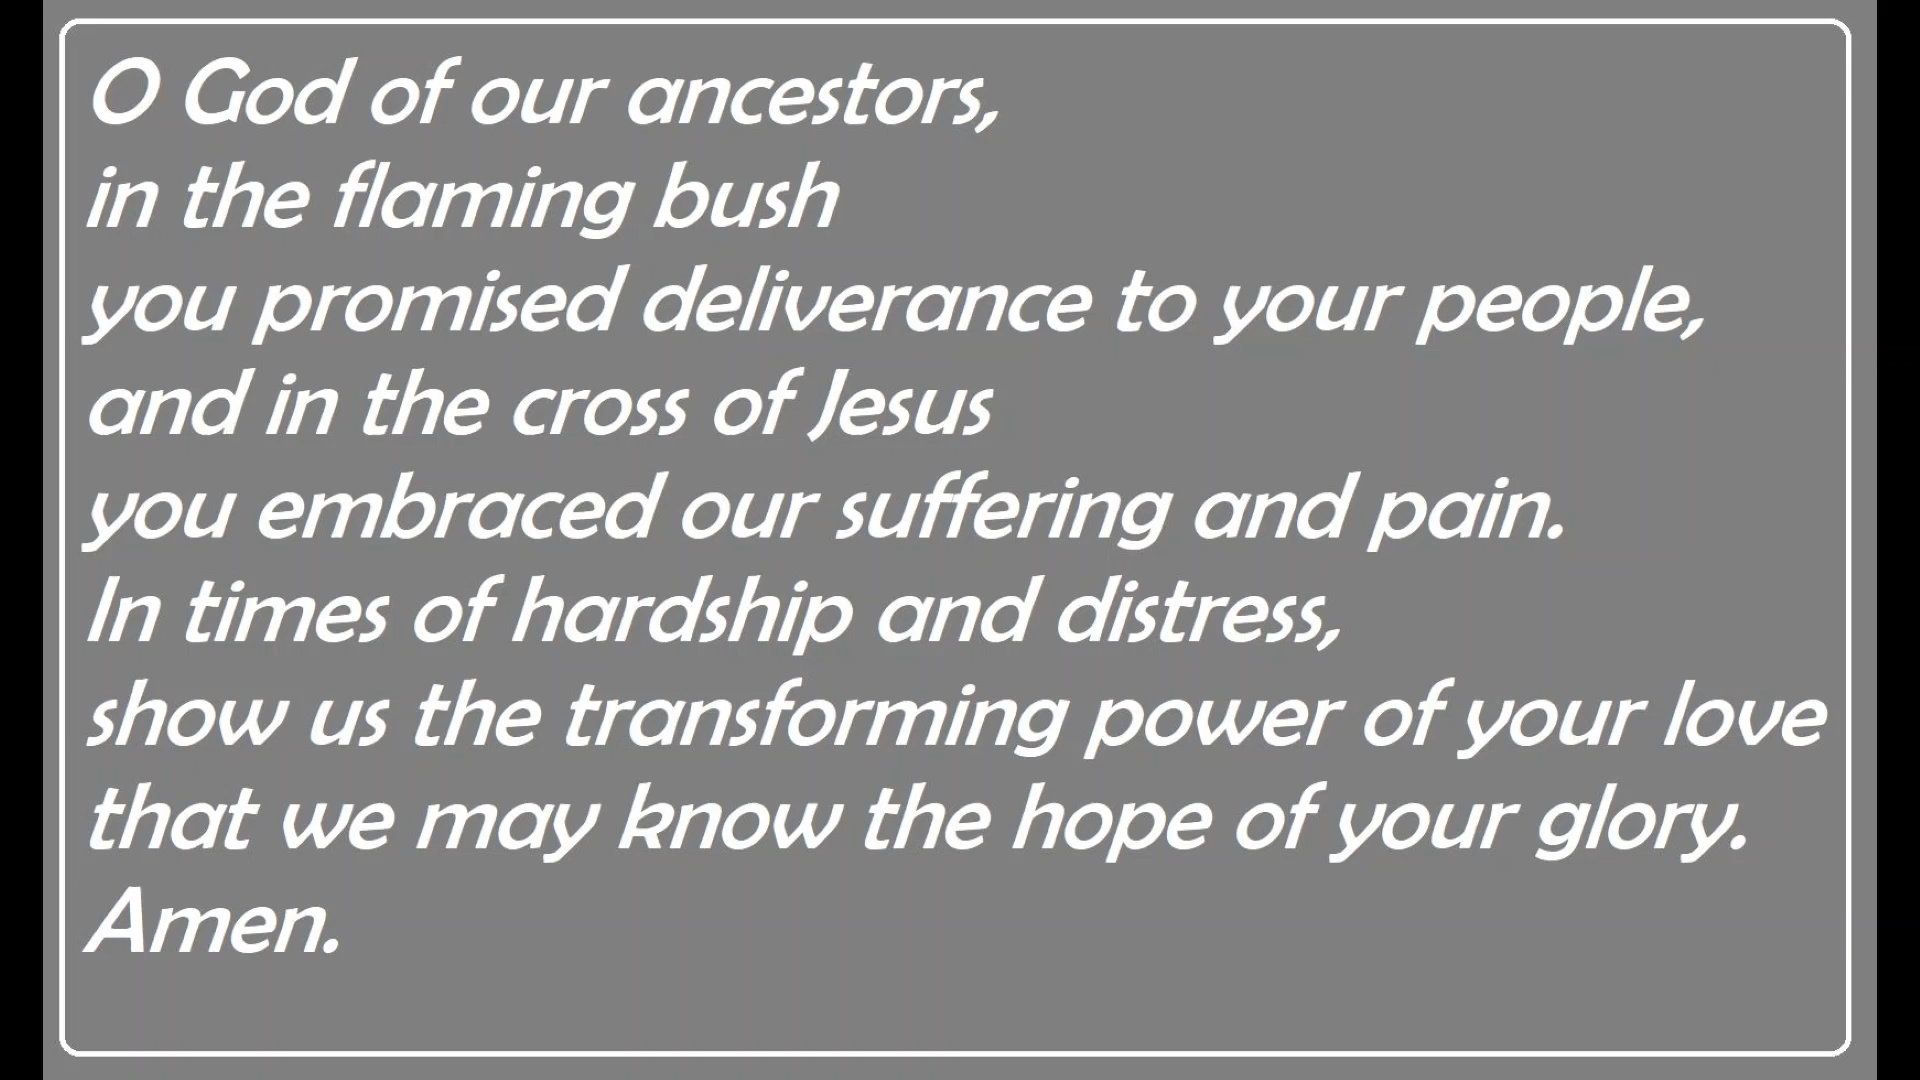 O God of our ancestors,
in the flaming bush
you promised deliverance to your people,
and in the cross of Jesus
you embraced our suffering and pain.
In times of hardship and distress,
show us the transforming power of your love
that we may know the hope of your glory.
Amen.